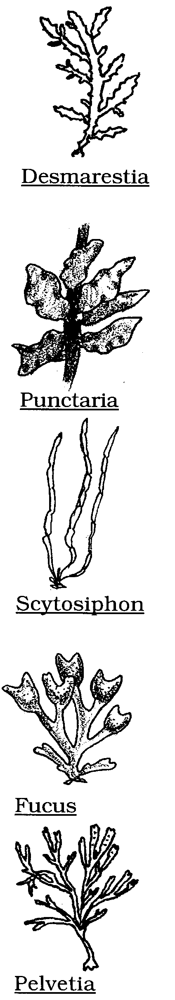 Desmarestia
Punctaria
Scytosiphon
Fucus
Pelvetia